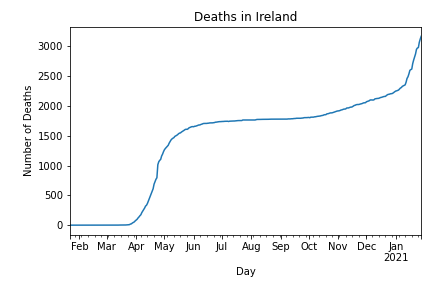 Deaths in Ireland
Number of Deaths
3000
2500
2000
1500
1000
500
0
Feb Mar Apr May Jun Jul Aug Sep Oct Nov Dec Jan
2021
Day